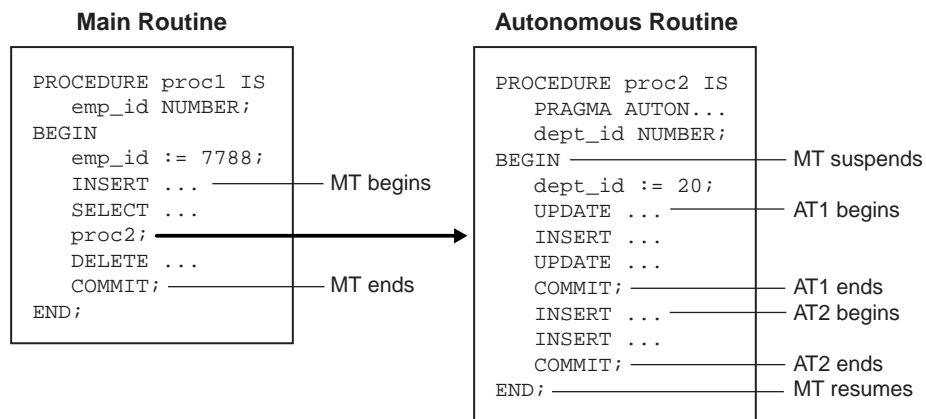 Main Routine
PROCEDURE proc1 IS
emp_id NUMBER;
BEGIN
emp_id := 7788;
INSERT ... MT begins
SELECT ...
proc2;
DELETE ...
COMMIT; MT ends
END;
Autonomous Routine
PROCEDURE proc2 IS
PRAGMA AUTON...
dept_id NUMBER;
BEGIN MT suspends
dept_id := 20;
UPDATE ... AT1 begins
INSERT ...
UPDATE ...
COMMIT; AT1 ends
INSERT ... AT2 begins
INSERT ...
COMMIT; AT2 ends
END; MT resumes